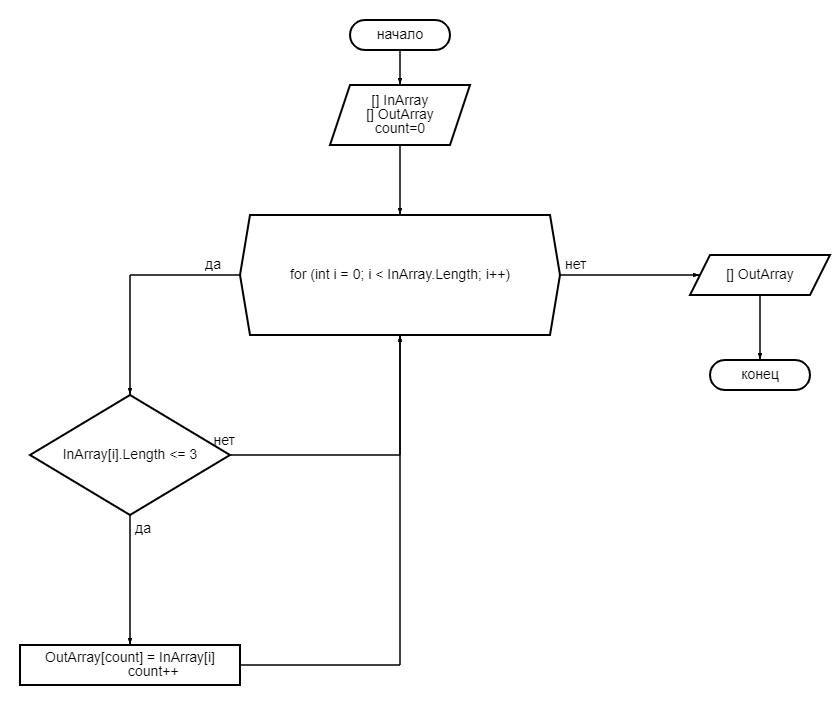 начало
[] InArray
[] OutArray
count=0
да
for (int i = 0; i < InArray.Length; i++)
нет
[] OutArray
конец
InArray[i].Length <= 3
нет
да
OutArray[count] = InArray[i]
count++